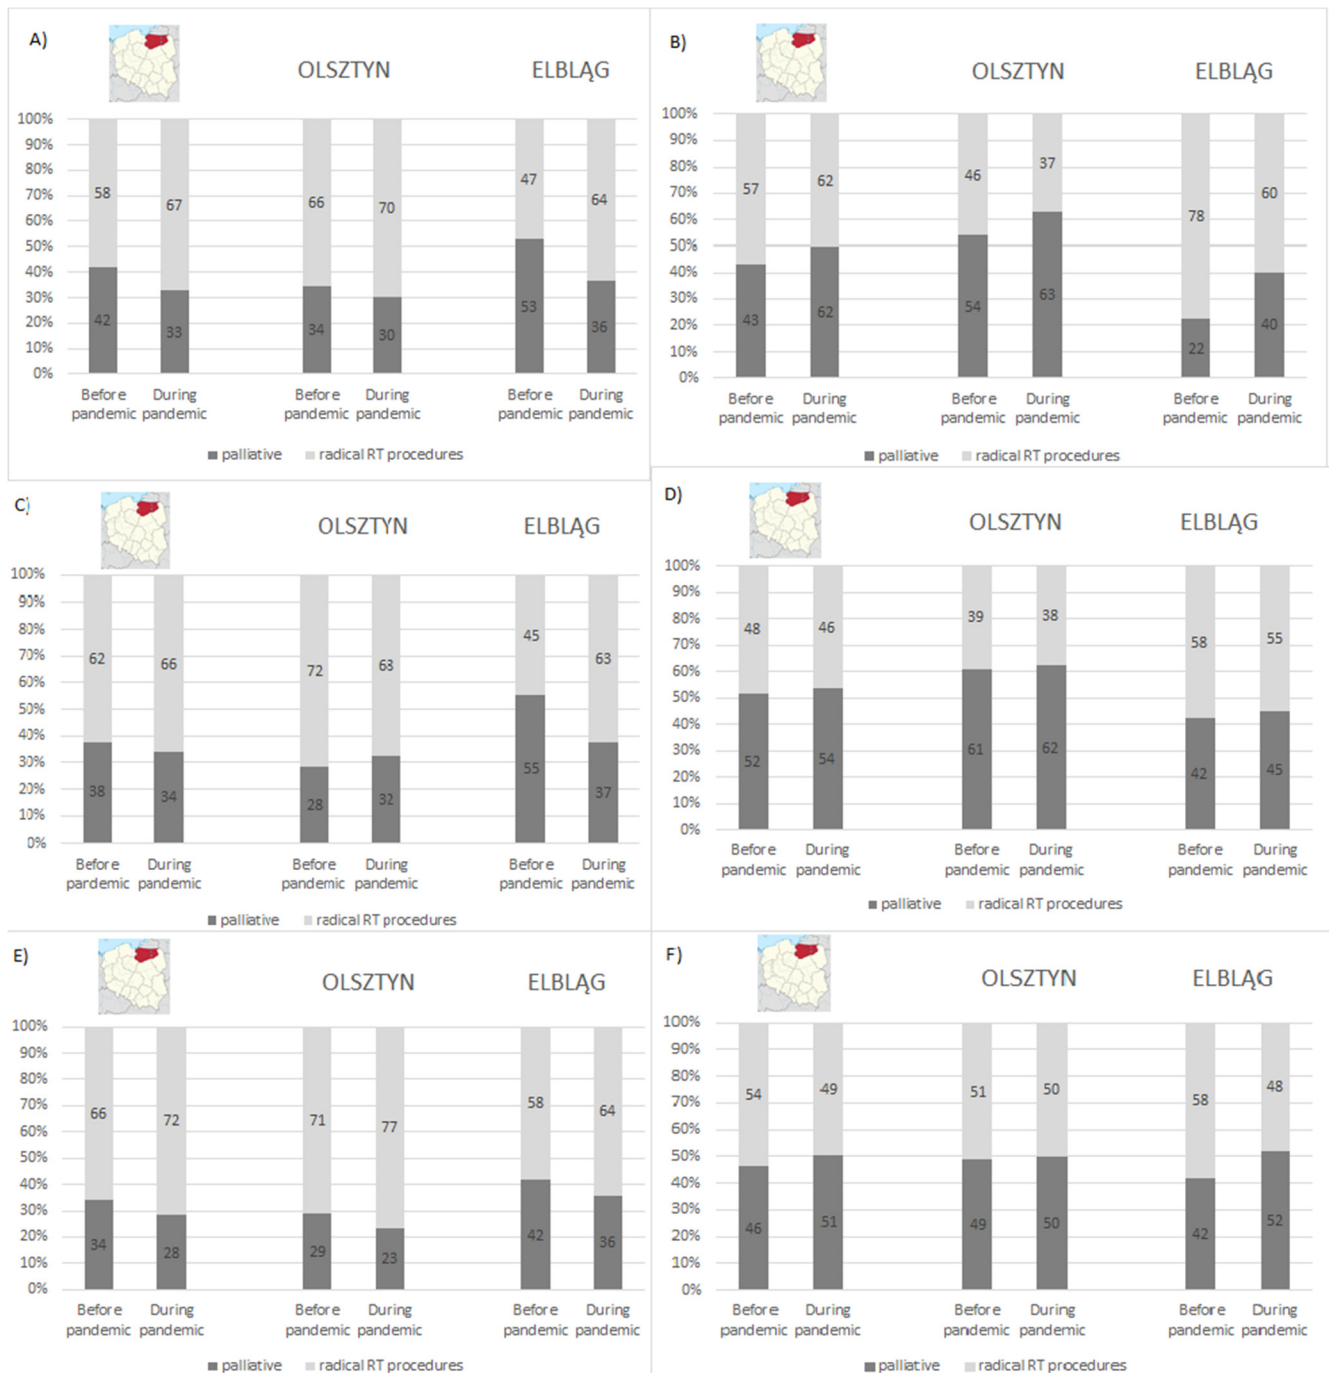 A)
OLSZTYN ELBLĄG
100%
90%
80%
70%
60%
50%
40%
30%
20%
10%
0%
58 67 66 70 47 64
42 33 34 30 53 36
Before pandemic During pandemic Before pandemic During pandemic Before pandemic During pandemic
palliative radical RT procedures
B)
OLSZTYN ELBLĄG
100%
90%
80%
70%
60%
50%
40%
30%
20%
10%
0%
57 62 46 37 78 60
43 62 54 63 22 40
Before pandemic During pandemic Before pandemic During pandemic Before pandemic During pandemic
palliative radical RT procedures
C)
OLSZTYN ELBLĄG
100%
90%
80%
70%
60%
50%
40%
30%
20%
10%
0%
62 66 72 63 45 63
38 34 28 32 55 37
Before pandemic During pandemic Before pandemic During pandemic Before pandemic During pandemic
palliative radical RT procedures
D)
OLSZTYN ELBLĄG
100%
90%
80%
70%
60%
50%
40%
30%
20%
10%
0%
48 46 39 38 58 55
52 54 61 62 42 45
Before pandemic During pandemic Before pandemic During pandemic Before pandemic During pandemic
palliative radical RT procedures
E)
OLSZTYN ELBLĄG
100%
90%
80%
70%
60%
50%
40%
30%
20%
10%
0%
66 72 71 77 58 64
34 28 29 23 42 36
Before pandemic During pandemic Before pandemic During pandemic Before pandemic During pandemic
palliative radical RT procedures
F)
OLSZTYN ELBLĄG
100%
90%
80%
70%
60%
50%
40%
30%
20%
10%
0%
54 49 51 50 58 48
46 51 49 50 42 52
Before pandemic During pandemic Before pandemic During pandemic Before pandemic During pandemic
palliative radical RT procedures